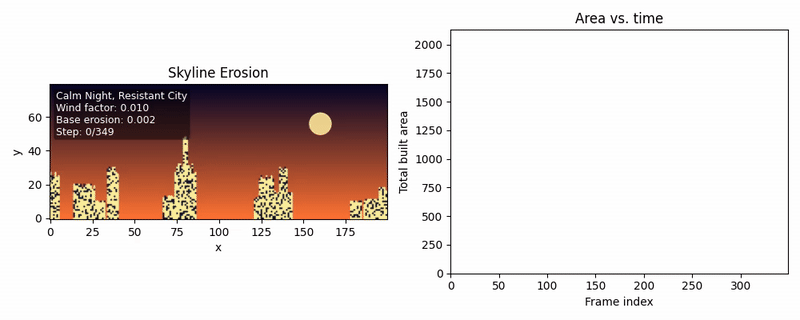 Skyline Erosion
Calm Night, Resistant City
Wind factor: 0.010
Base erosion: 0.002
Step: 0/349
60
40
20
0
y
0 25 50 75 100 125 150 175
x
Area vs. time
2000
1750
1500
1250
1000
750
500
250
0
Total built area
0 50 100 150 200 250 300
Frame index